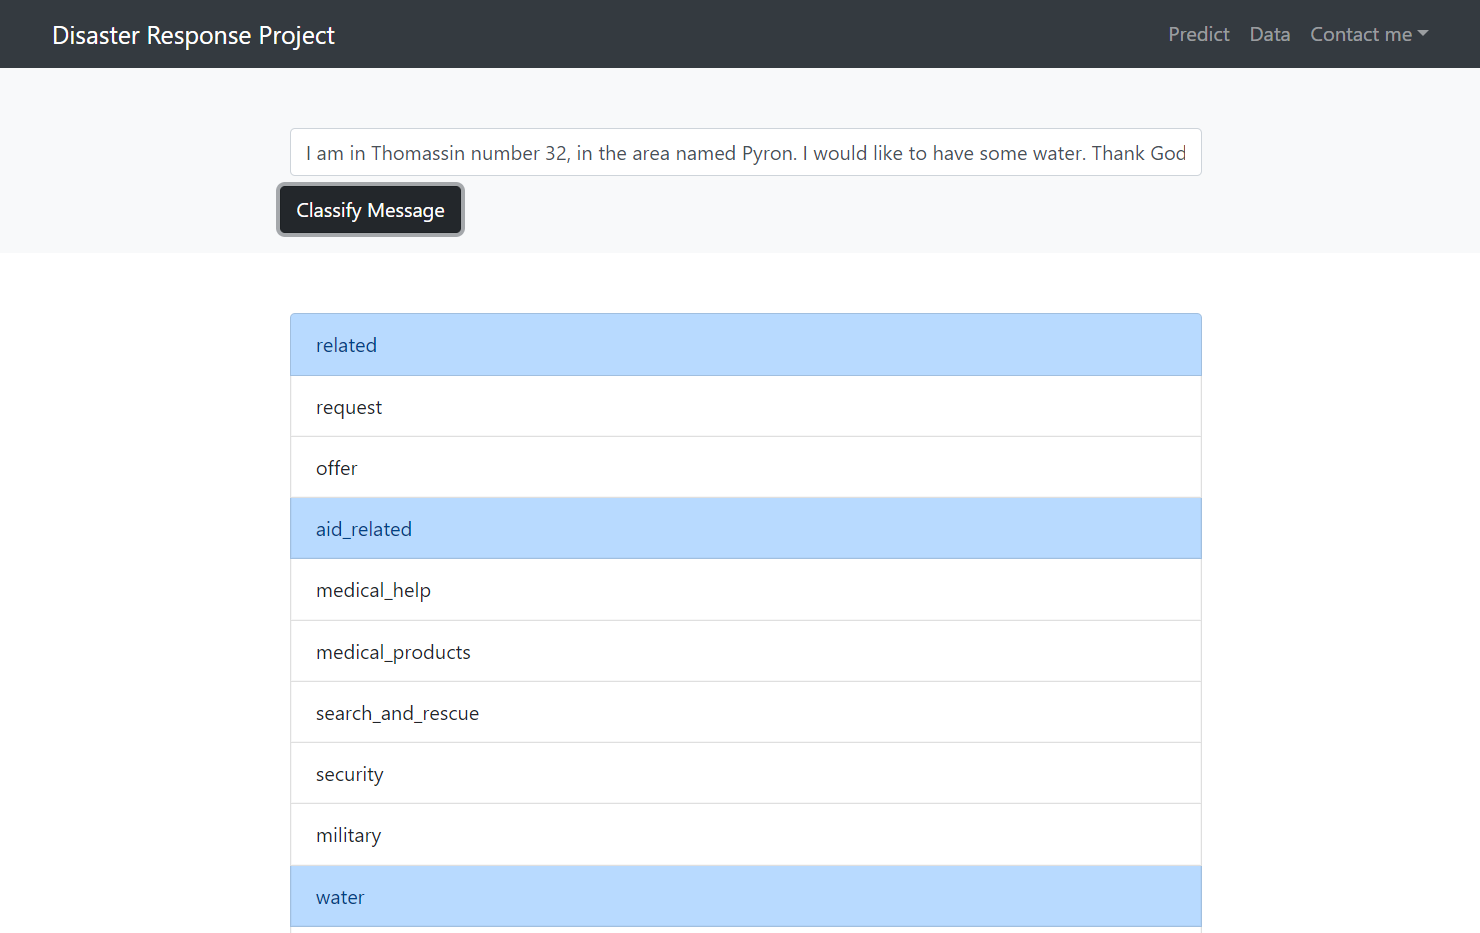 Disaster Response Project
Predict Data Contact me
I am in Thomassin number 32, in the area named Pyron. I would like to have some water. Thank God
Classify Message
related
request
offer
aid_related
medical_help
medical_products
search_and_rescue
security
military
water